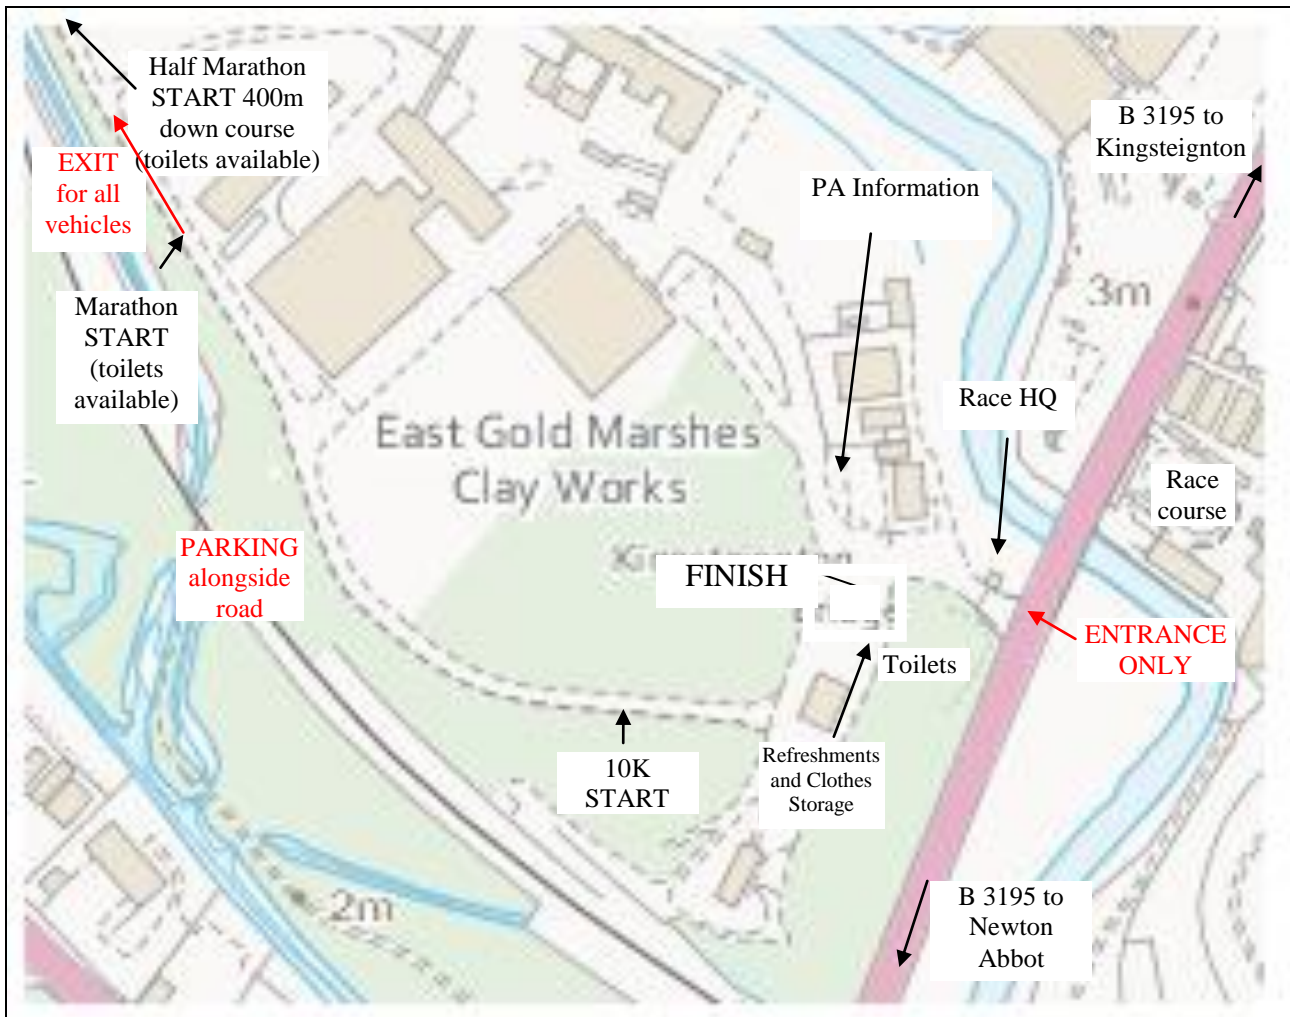 Half Marathon
START 400m
down course
(toilets available)
EXIT
for all
vehicles
Marathon
START
(toilets
available)
B 3195 to
Kingsteignton
PA Information
3m
Race HQ
Race
course
East Gold Marshes
Clay Works
PARKING
alongside
road
FINISH
ENTRANCE
ONLY
Toilets
10K
START
Refreshments
and Clothes
Storage
2m
B 3195 to
Newton
Abbot